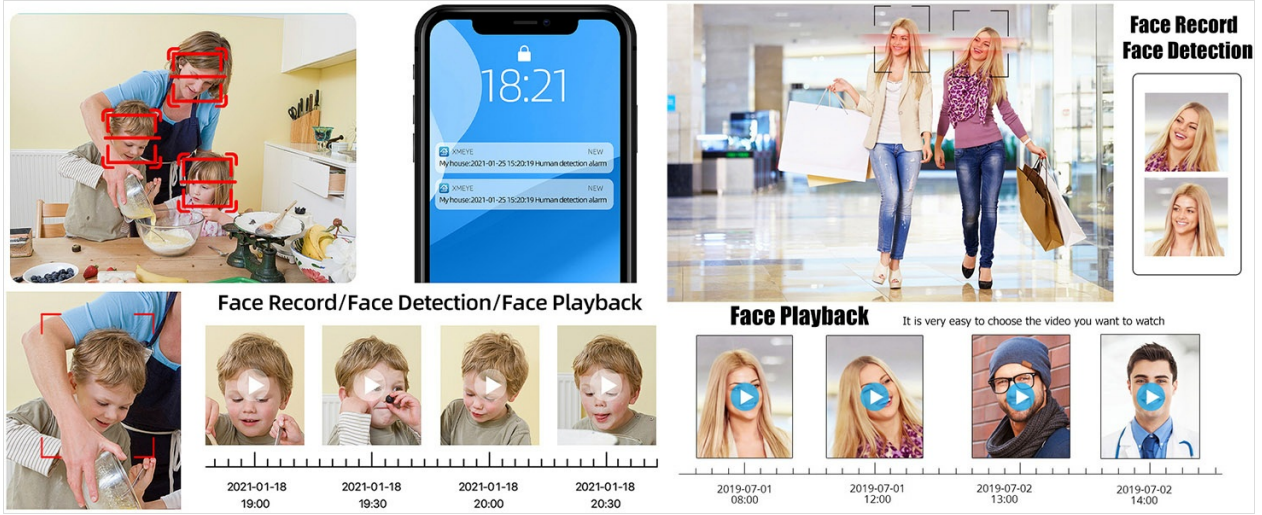 18:21
XMEYE NEW
My house:2021-01-25 15:20:19 Human detection alarm
XMEYE NEW
My house:2021-01-25 15:20:19 Human detection alarm
Face Record/Face Detection/Face Playback
2021-01-18
19:00
2021-01-18
19:30
2021-01-18
20:00
2021-01-18
20:30
Face Record
Face Detection
Face Playback
It is very easy to choose the video you want to watch
2019-07-01
08:00
2019-07-01
12:00
2019-07-02
13:00
2019-07-02
14:00